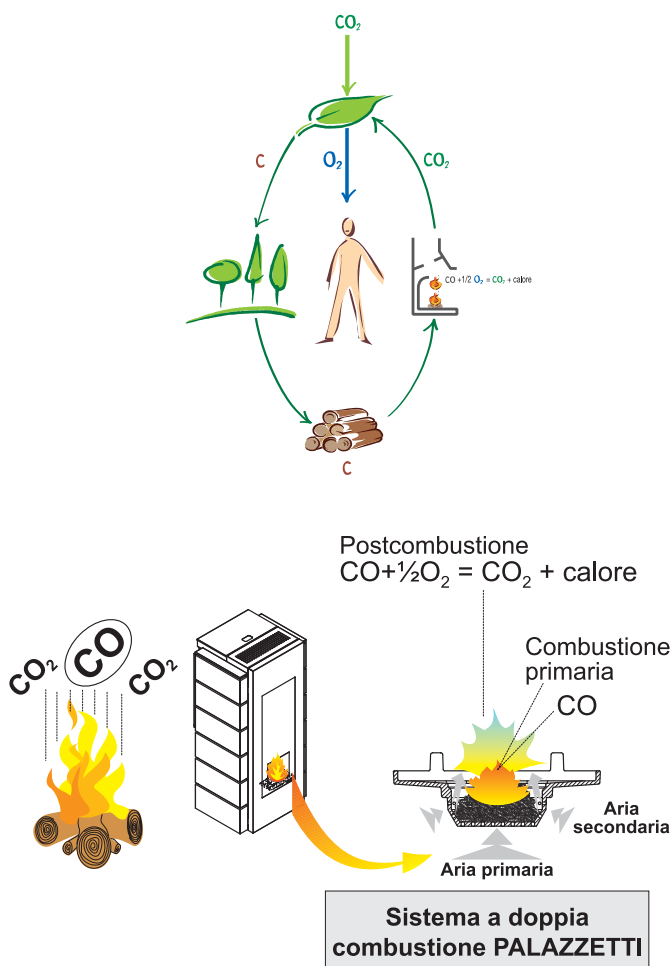 CO₂
C
O₂
CO₂
CO +1/2 O₂ = CO₂ + calore
C
Postcombustione
CO+½O₂ = CO₂ + calore
CO₂
CO
CO₂
Combustione
primaria
CO
Aria
secondaria
Aria primaria
Sistema a doppia
combustione PALAZZETTI